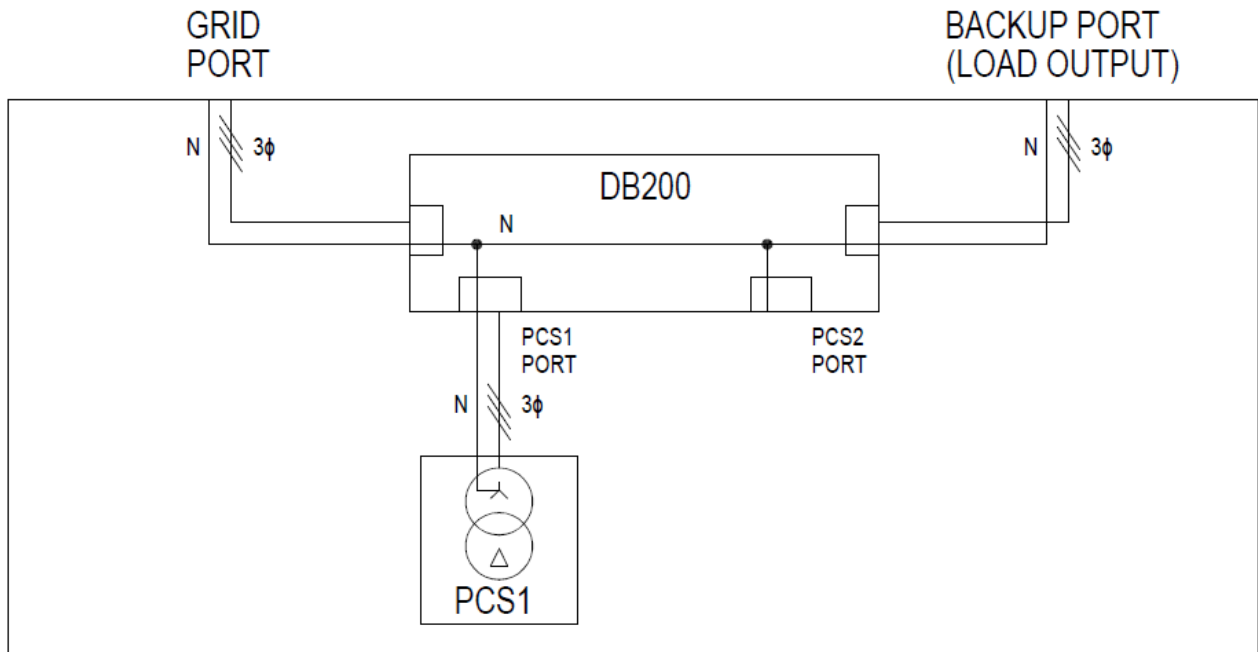 GRID
PORT
BACKUP PORT
(LOAD OUTPUT)
N
3ϕ
N
3ϕ
DB200
N
PCS1
PORT
PCS2
PORT
N
3ϕ
PCS1